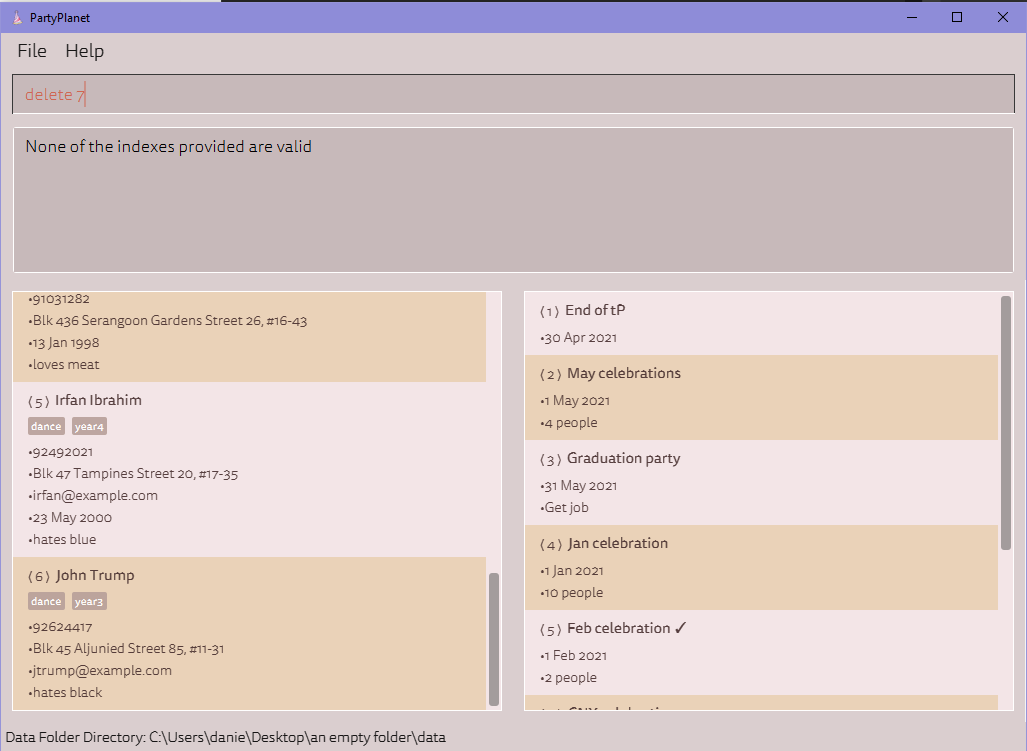 PartyPlanet
File Help
delete 7
None of the indexes provided are valid
•91031282
•Blk 436 Serangoon Gardens Street 26, #16-43
•13 Jan 1998
•loves meat
(5) Irfan Ibrahim
dance year4
•92492021
•Blk 47 Tampines Street 20, #17-35
•irfan@example.com
•23 May 2000
•hates blue
(6) John Trump
dance year3
•92624417
•Blk 45 Aljunied Street 85, #11-31
•jtrump@example.com
•hates black
(1) End of tP
•30 Apr 2021
(2) May celebrations
•1 May 2021
•4 people
(3) Graduation party
•31 May 2021
•Get job
(4) Jan celebration
•1 Jan 2021
•10 people
(5) Feb celebration ✓
•1 Feb 2021
•2 people
Data Folder Directory: C:\Users\danie\Desktop\an empty folder\data